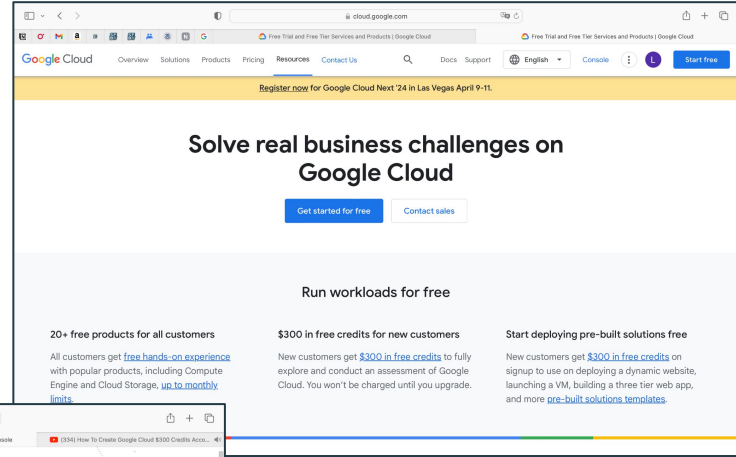 cloud.google.com
Free Trial and Free Tier Services and Products | Google Cloud
Free Trial and Free Tier Services and Products | Google Cloud
Google Cloud Overview Solutions Products Pricing Resources Contact Us Docs Support English Console L Start free
Register now for Google Cloud Next '24 in Las Vegas April 9-11.
Solve real business challenges on
Google Cloud
Get started for free Contact sales
Run workloads for free
20+ free products for all customers
All customers get free hands-on experience
with popular products, including Compute
Engine and Cloud Storage, up to monthly
limits.
$300 in free credits for new customers
New customers get $300 in free credits to fully
explore and conduct an assessment of Google
Cloud. You won't be charged until you upgrade.
Start deploying pre-built solutions free
New customers get $300 in free credits on
signup to use on deploying a dynamic website,
launching a VM, building a three tier web app,
and more pre-built solutions templates.
(334) How To Create Google Cloud $300 Credits Acco...